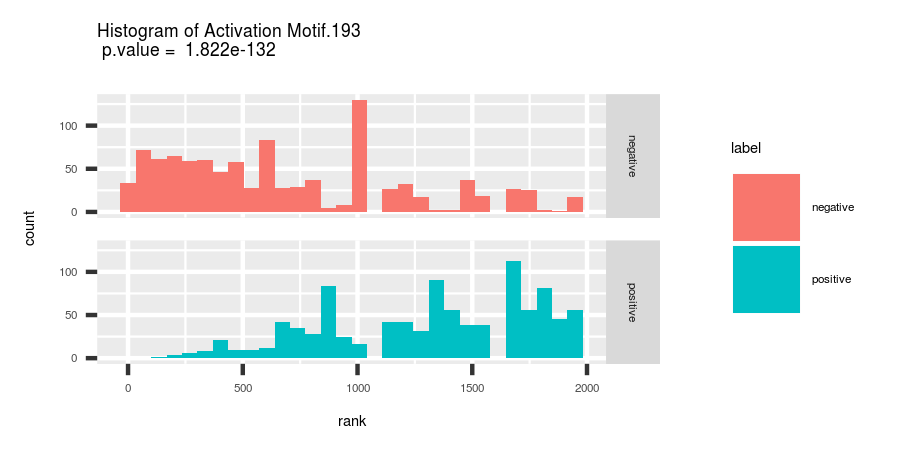 Histogram of Activation Motif.193
p.value =  1.822e-132
count
100
50
0
negative
100
50
0
positive
0 500 1000 1500 2000
rank
label
negative
positive